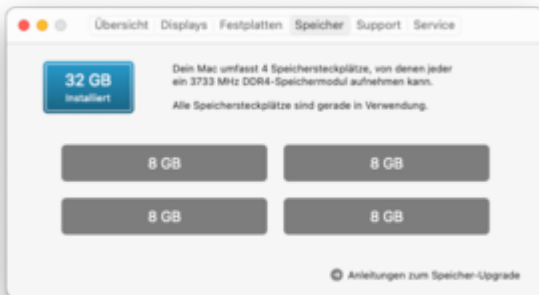 Übersicht Displays Festplatten Speicher Support Service
32 GB
Installiert
Dein Mac umfasst 4 Speichersteckplätze, von denen jeder
ein 3733 MHz DDR4-Speichermodul aufnehmen kann.
Alle Speichersteckplätze sind gerade in Verwendung.
8 GB 8 GB
8 GB 8 GB
Anleitungen zum Speicher-Upgrade